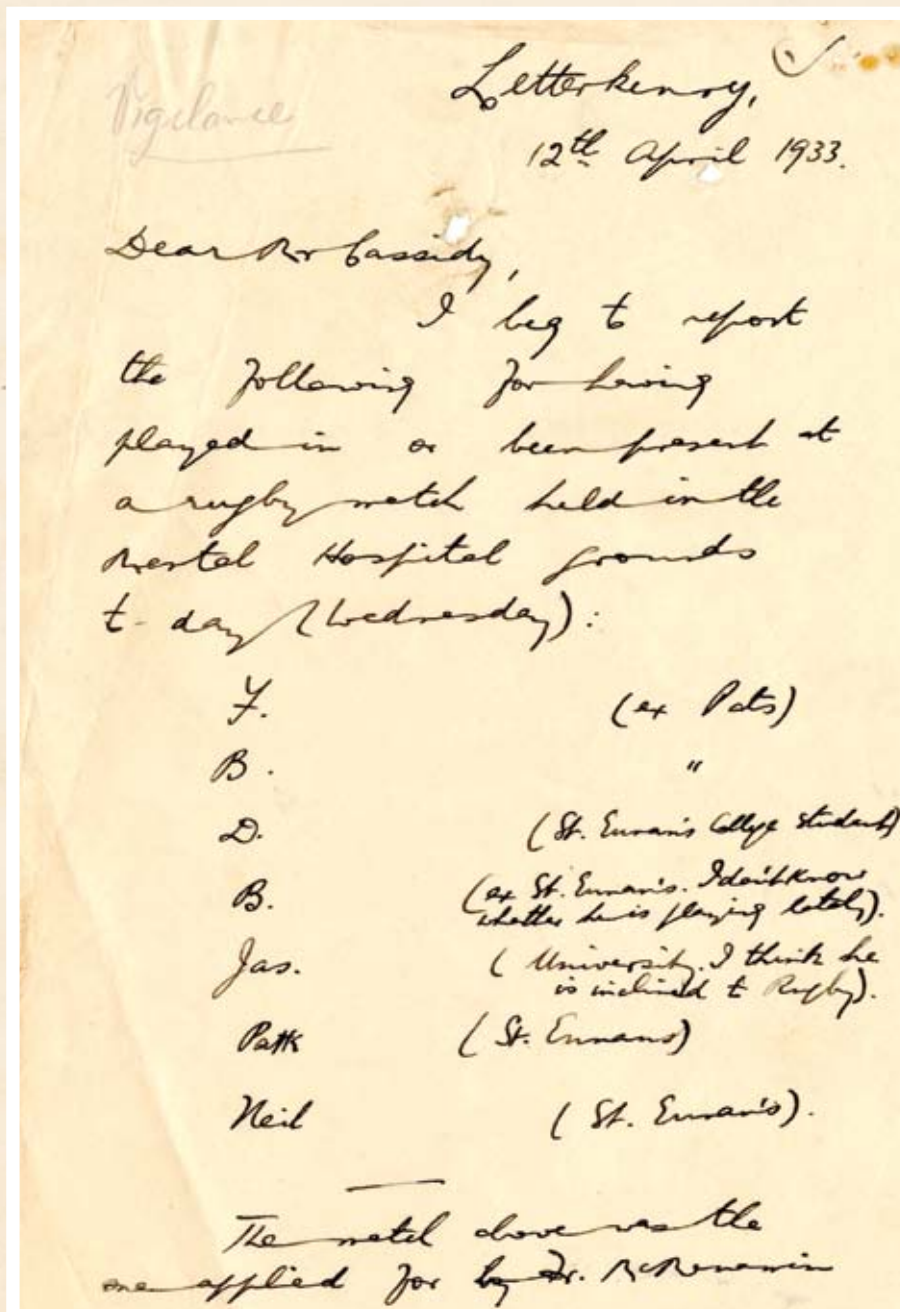 Vigilance
Letterkenny,
12th April 1933.
Dear Mr Cassidy,
I beg to report
the following for having
played in or been present at
a rugby match held in the
Mental Hospital grounds
to-day (Wednesday):
F. (ex Pats)
B. "
D. (St. Eunan's College student)
B. (ex St. Eunan's. I don't know
whether he is playing lately).
Jas. (University. I think he
is inclined to Rugby).
Patk (St. Eunans)
Neil (St. Eunan's).
The match above was the
one applied for by Dr. McMenamin